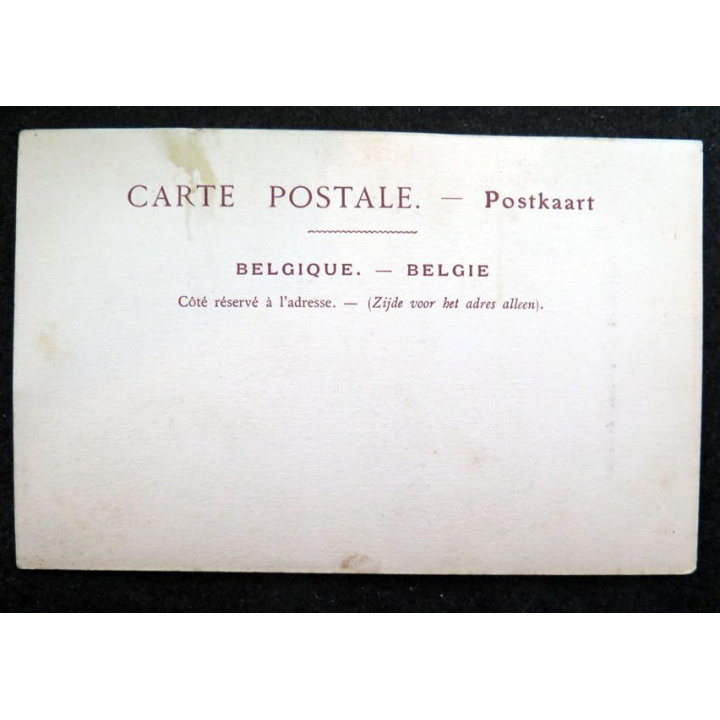 CARTE POSTALE. — Postkaart
BELGIQUE. — BELGIE
Côté réservé à l'adresse. — (Zijde voor het adres alleen).